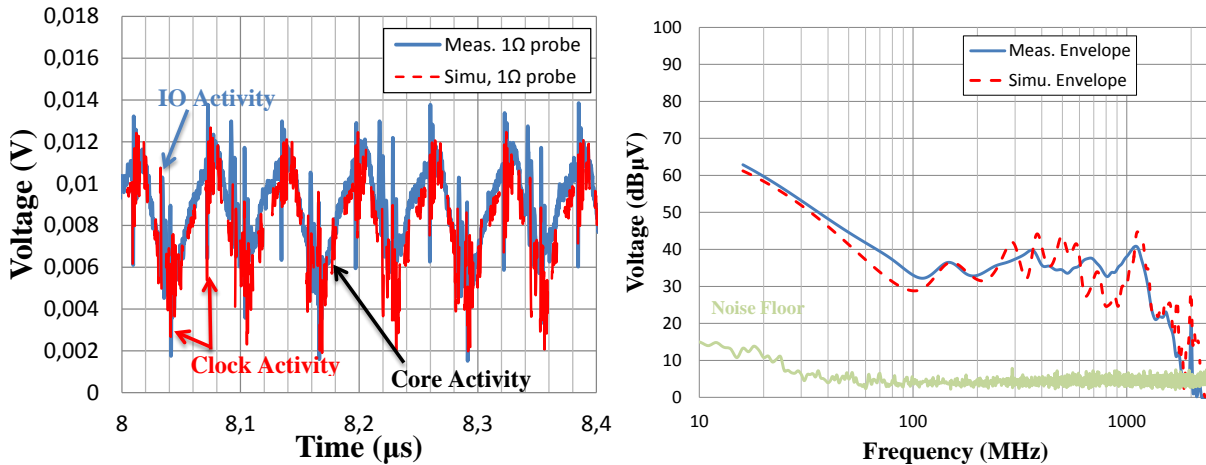 0,018
0,016
0,014
0,012
0,01
0,008
0,006
0,004
0,002
0
Voltage (V)
Meas. 1Ω probe
Simu, 1Ω probe
IO Activity
Clock Activity
Core Activity
8
8,1
8,2
8,3
8,4
Time (µs)
100
90
80
70
60
50
40
30
20
10
0
Voltage (dBµV)
Meas. Envelope
Simu. Envelope
Noise Floor
10
100
1000
Frequency (MHz)